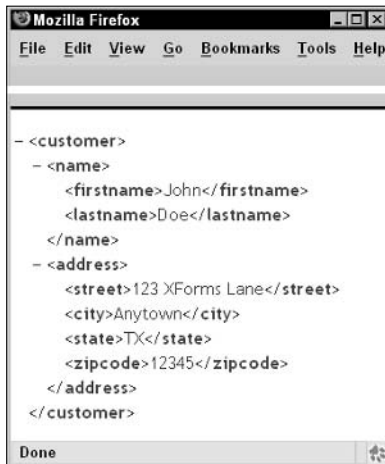 Mozilla Firefox
File Edit View Go Bookmarks Tools Help
– <customer>
– <name>
<firstname>John</firstname>
<lastname>Doe</lastname>
</name>
– <address>
<street>123 XForms Lane</street>
<city>Anytown</city>
<state>TX</state>
<zipcode>12345</zipcode>
</address>
</customer>
Done